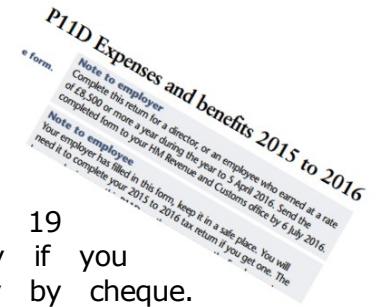 P11D Expenses and benefits 2015 to 2016
e form.
Note to employer
Complete this return for a director, or an employee who earned at a rate
of £8,500 or more a year during the year to 5 April 2016. Send the
completed form to your HM Revenue and Customs office by 6 July 2016.
Note to employee
Your employer has filled in this form, keep it in a safe place. You will
need it to complete your 2015 to 2016 tax return if you get one. The
19
if you
by cheque.